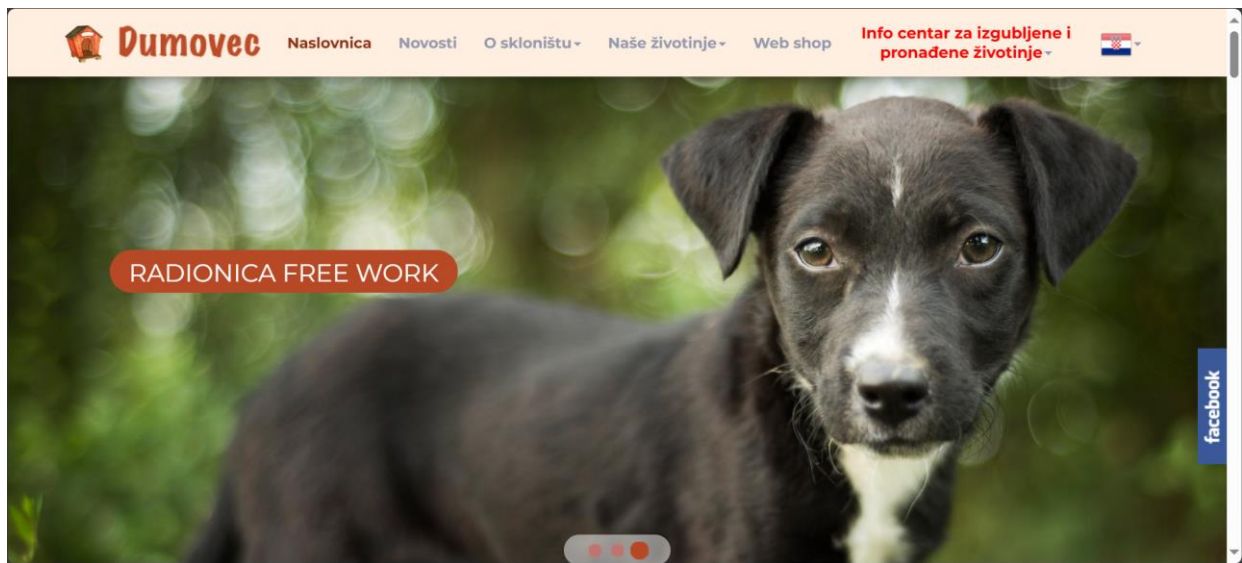 Dumovec
Naslovnica
Novosti
O skloništu
Naše životinje
Web shop
Info centar za izgubljene i
pronađene životinje
RADIONICA FREE WORK
facebook